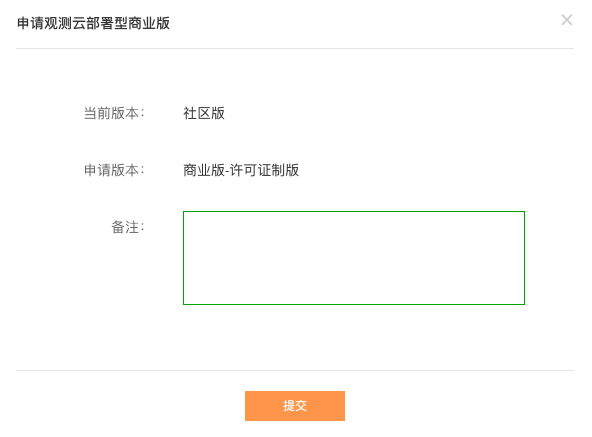 申请观测云部署型商业版
当前版本： 社区版
申请版本： 商业版-许可证制版
备注：
提交